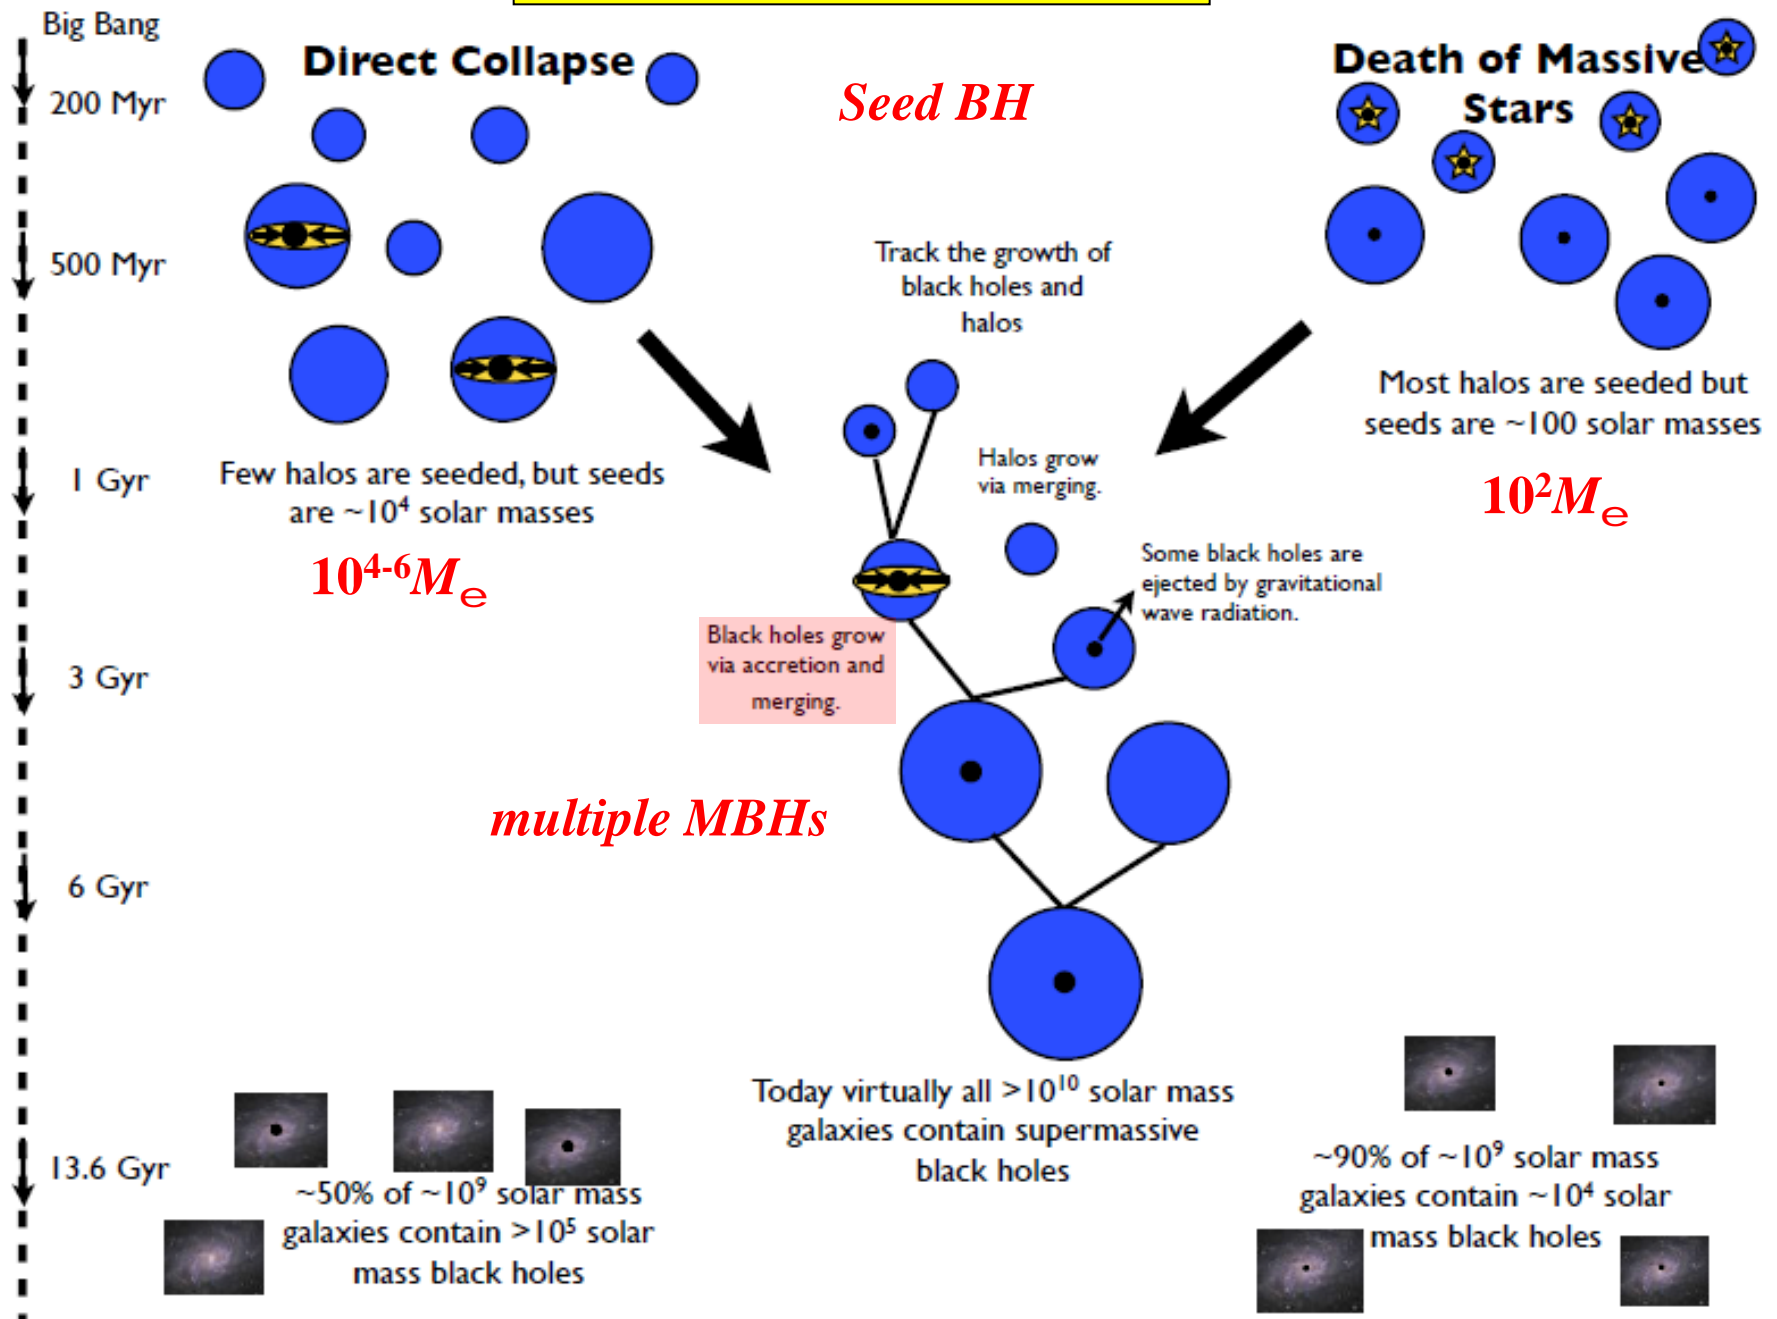 Big Bang
200 Myr
500 Myr
1 Gyr
3 Gyr
6 Gyr
13.6 Gyr
Direct Collapse
Seed BH
Death of Massive
Stars
Track the growth of
black holes and
halos
Few halos are seeded, but seeds
are ~10⁴ solar masses
10⁴⁻⁶M e
Most halos are seeded but
seeds are ~100 solar masses
10²M e
Halos grow
via merging.
Some black holes are
ejected by gravitational
wave radiation.
Black holes grow
via accretion and
merging.
multiple MBHs
Today virtually all >10¹⁰ solar mass
galaxies contain supermassive
black holes
~50% of ~10⁹ solar mass
galaxies contain >10⁵ solar
mass black holes
~90% of ~10⁹ solar mass
galaxies contain ~10⁴ solar
mass black holes